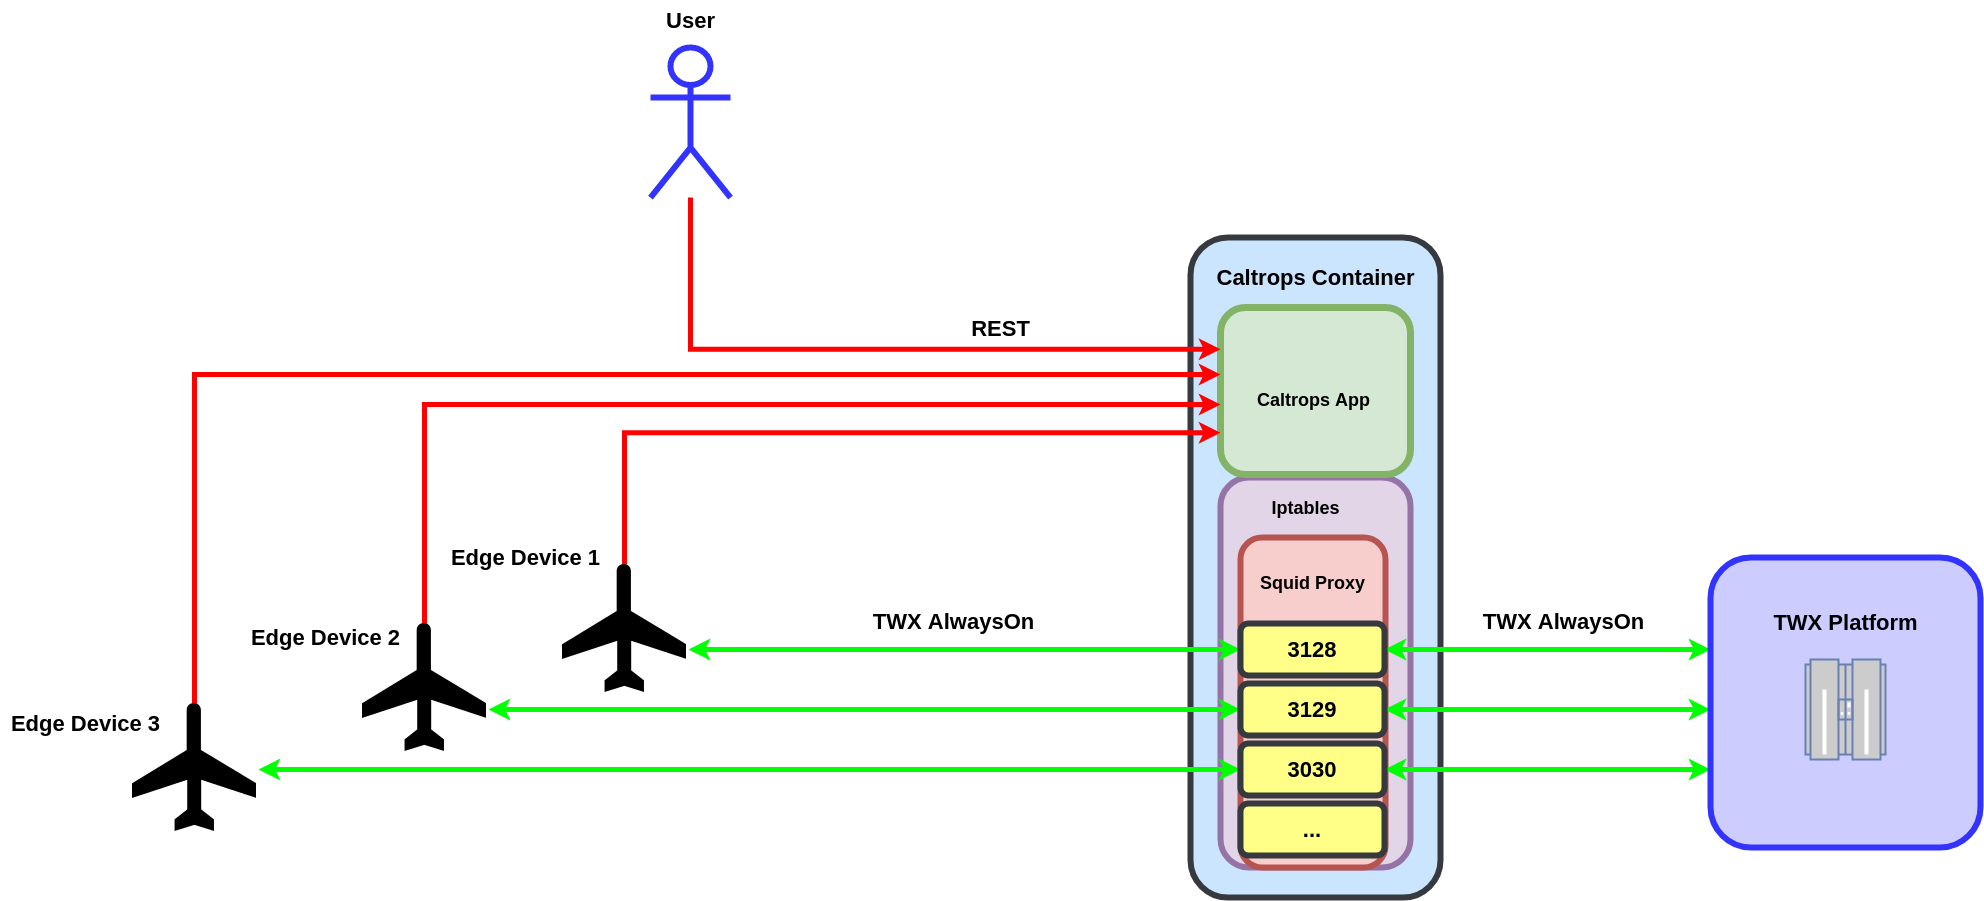 User
Caltrops Container
REST
Caltrops App
Iptables
Edge Device 1
Squid Proxy
TWX AlwaysOn
TWX AlwaysOn
TWX Platform
Edge Device 2
3128
3129
Edge Device 3
3030
...